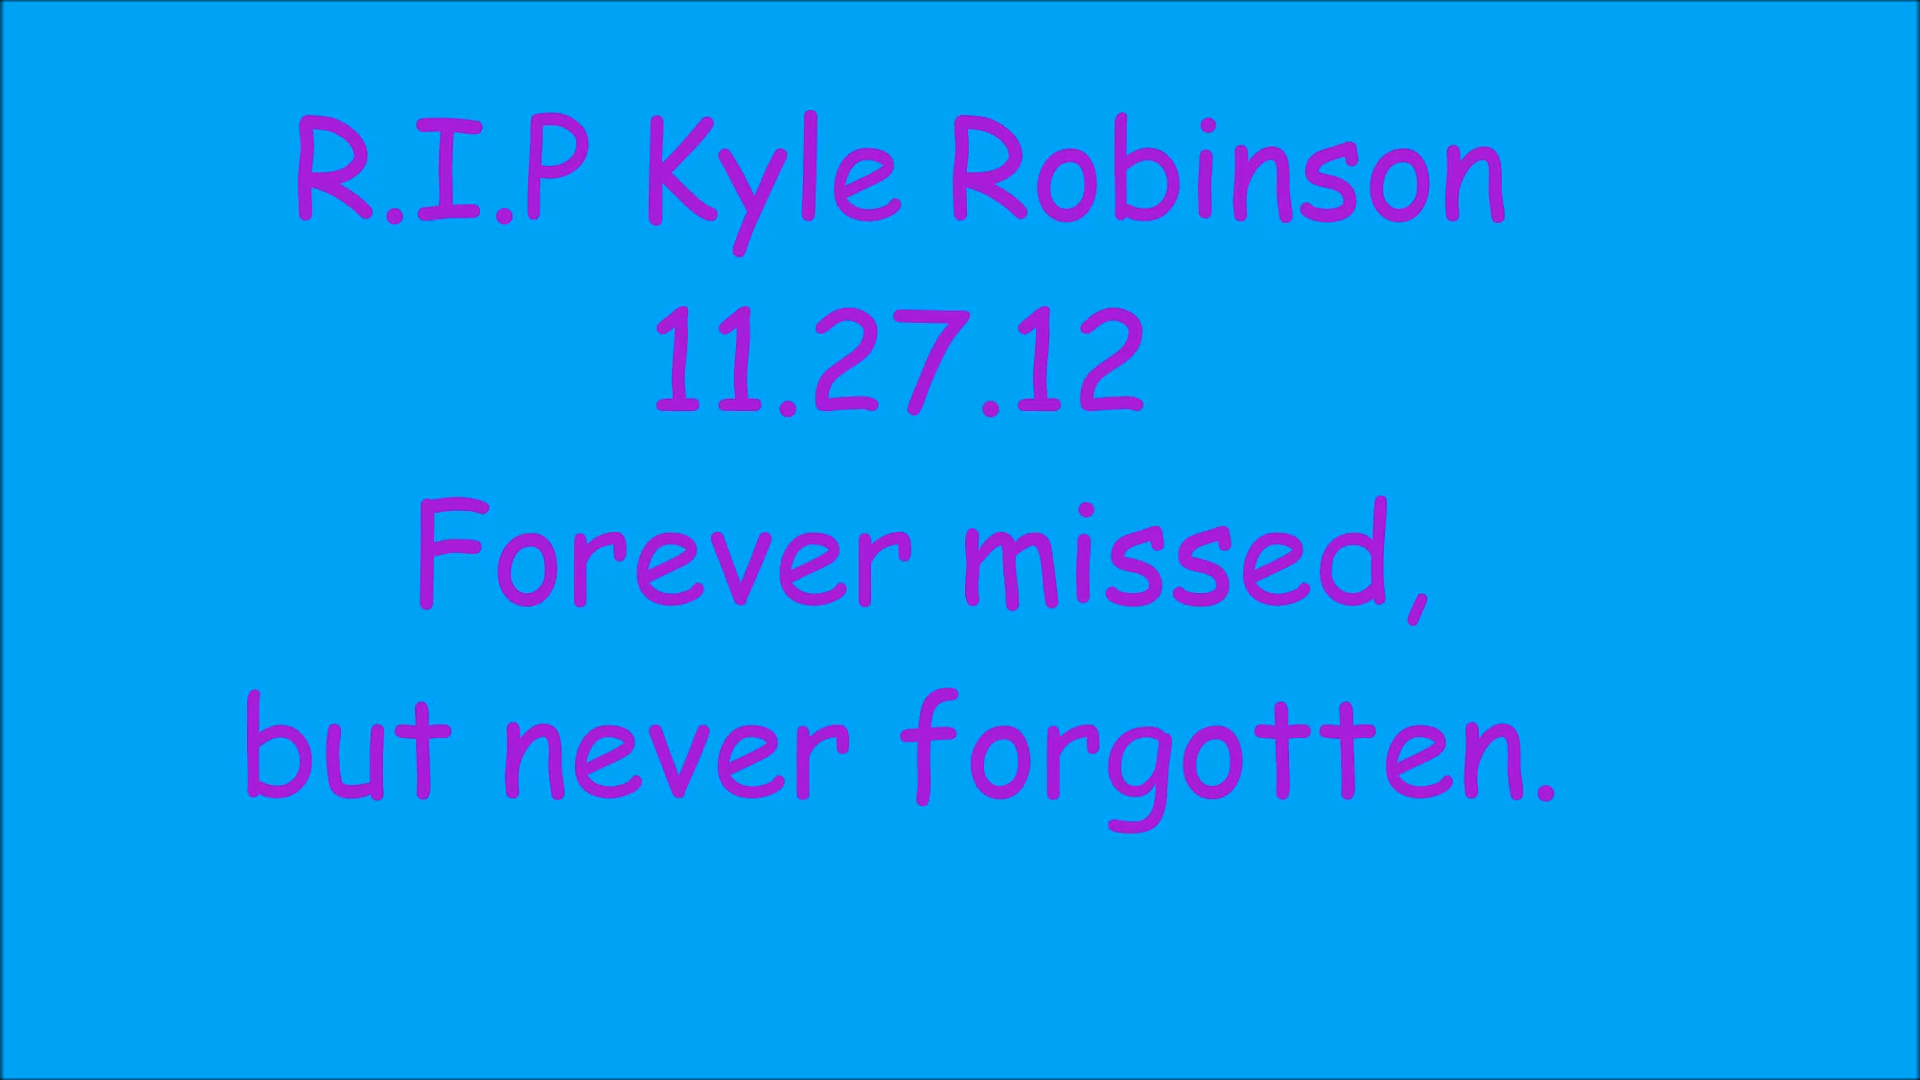 R.I.P Kyle Robinson
11.27.12
Forever missed,
but never forgotten.